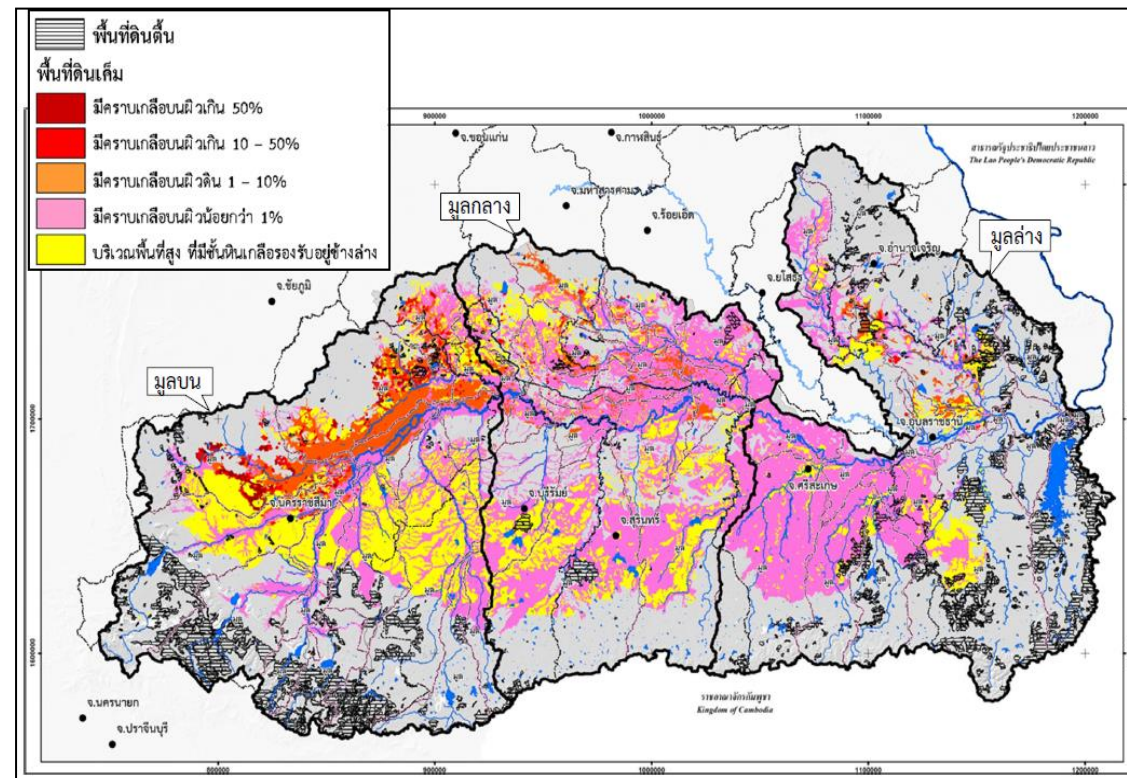 พื้นที่ดินตื้น
พื้นที่ดินเค็ม
มีคราบเกลือบนผิวเกิน 50%
มีคราบเกลือบนผิวเกิน 10 – 50%
มีคราบเกลือบนผิวดิน 1 – 10%
มีคราบเกลือบนผิวน้อยกว่า 1%
บริเวณพื้นที่สูง ที่มีชั้นหินเกลือรองรับอยู่ข้างล่าง
900000
1000000
1100000
1200000
จ.ขอนแก่น
จ.กาฬสินธุ์
สาธารณรัฐประชาธิปไตยประชาชนลาว
The Lao People's Democratic Republic
จ.มหาสารคาม
มูลกลาง
จ.ร้อยเอ็ด
จ.อำนาจเจริญ
มูลล่าง
จ.ยโสธร
จ.ชัยภูมิ
มูลบน
1700000
1700000
จ.อุบลราชธานี
จ.ศรีสะเกษ
จ.นครราชสีมา
จ.บุรีรัมย์
จ.สุรินทร์
1600000
1600000
ราชอาณาจักรกัมพูชา
Kingdom of Cambodia
จ.นครนายก
จ.ปราจีนบุรี
800000
900000
1000000
1100000
1200000